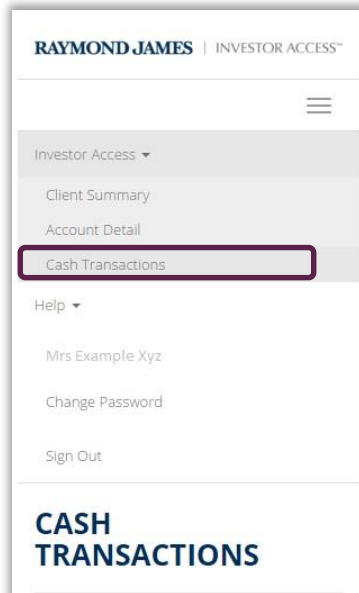 RAYMOND JAMES | INVESTOR ACCESS™
Investor Access
Client Summary
Account Detail
Cash Transactions
Help
Mrs Example Xyz
Change Password
Sign Out
CASH
TRANSACTIONS